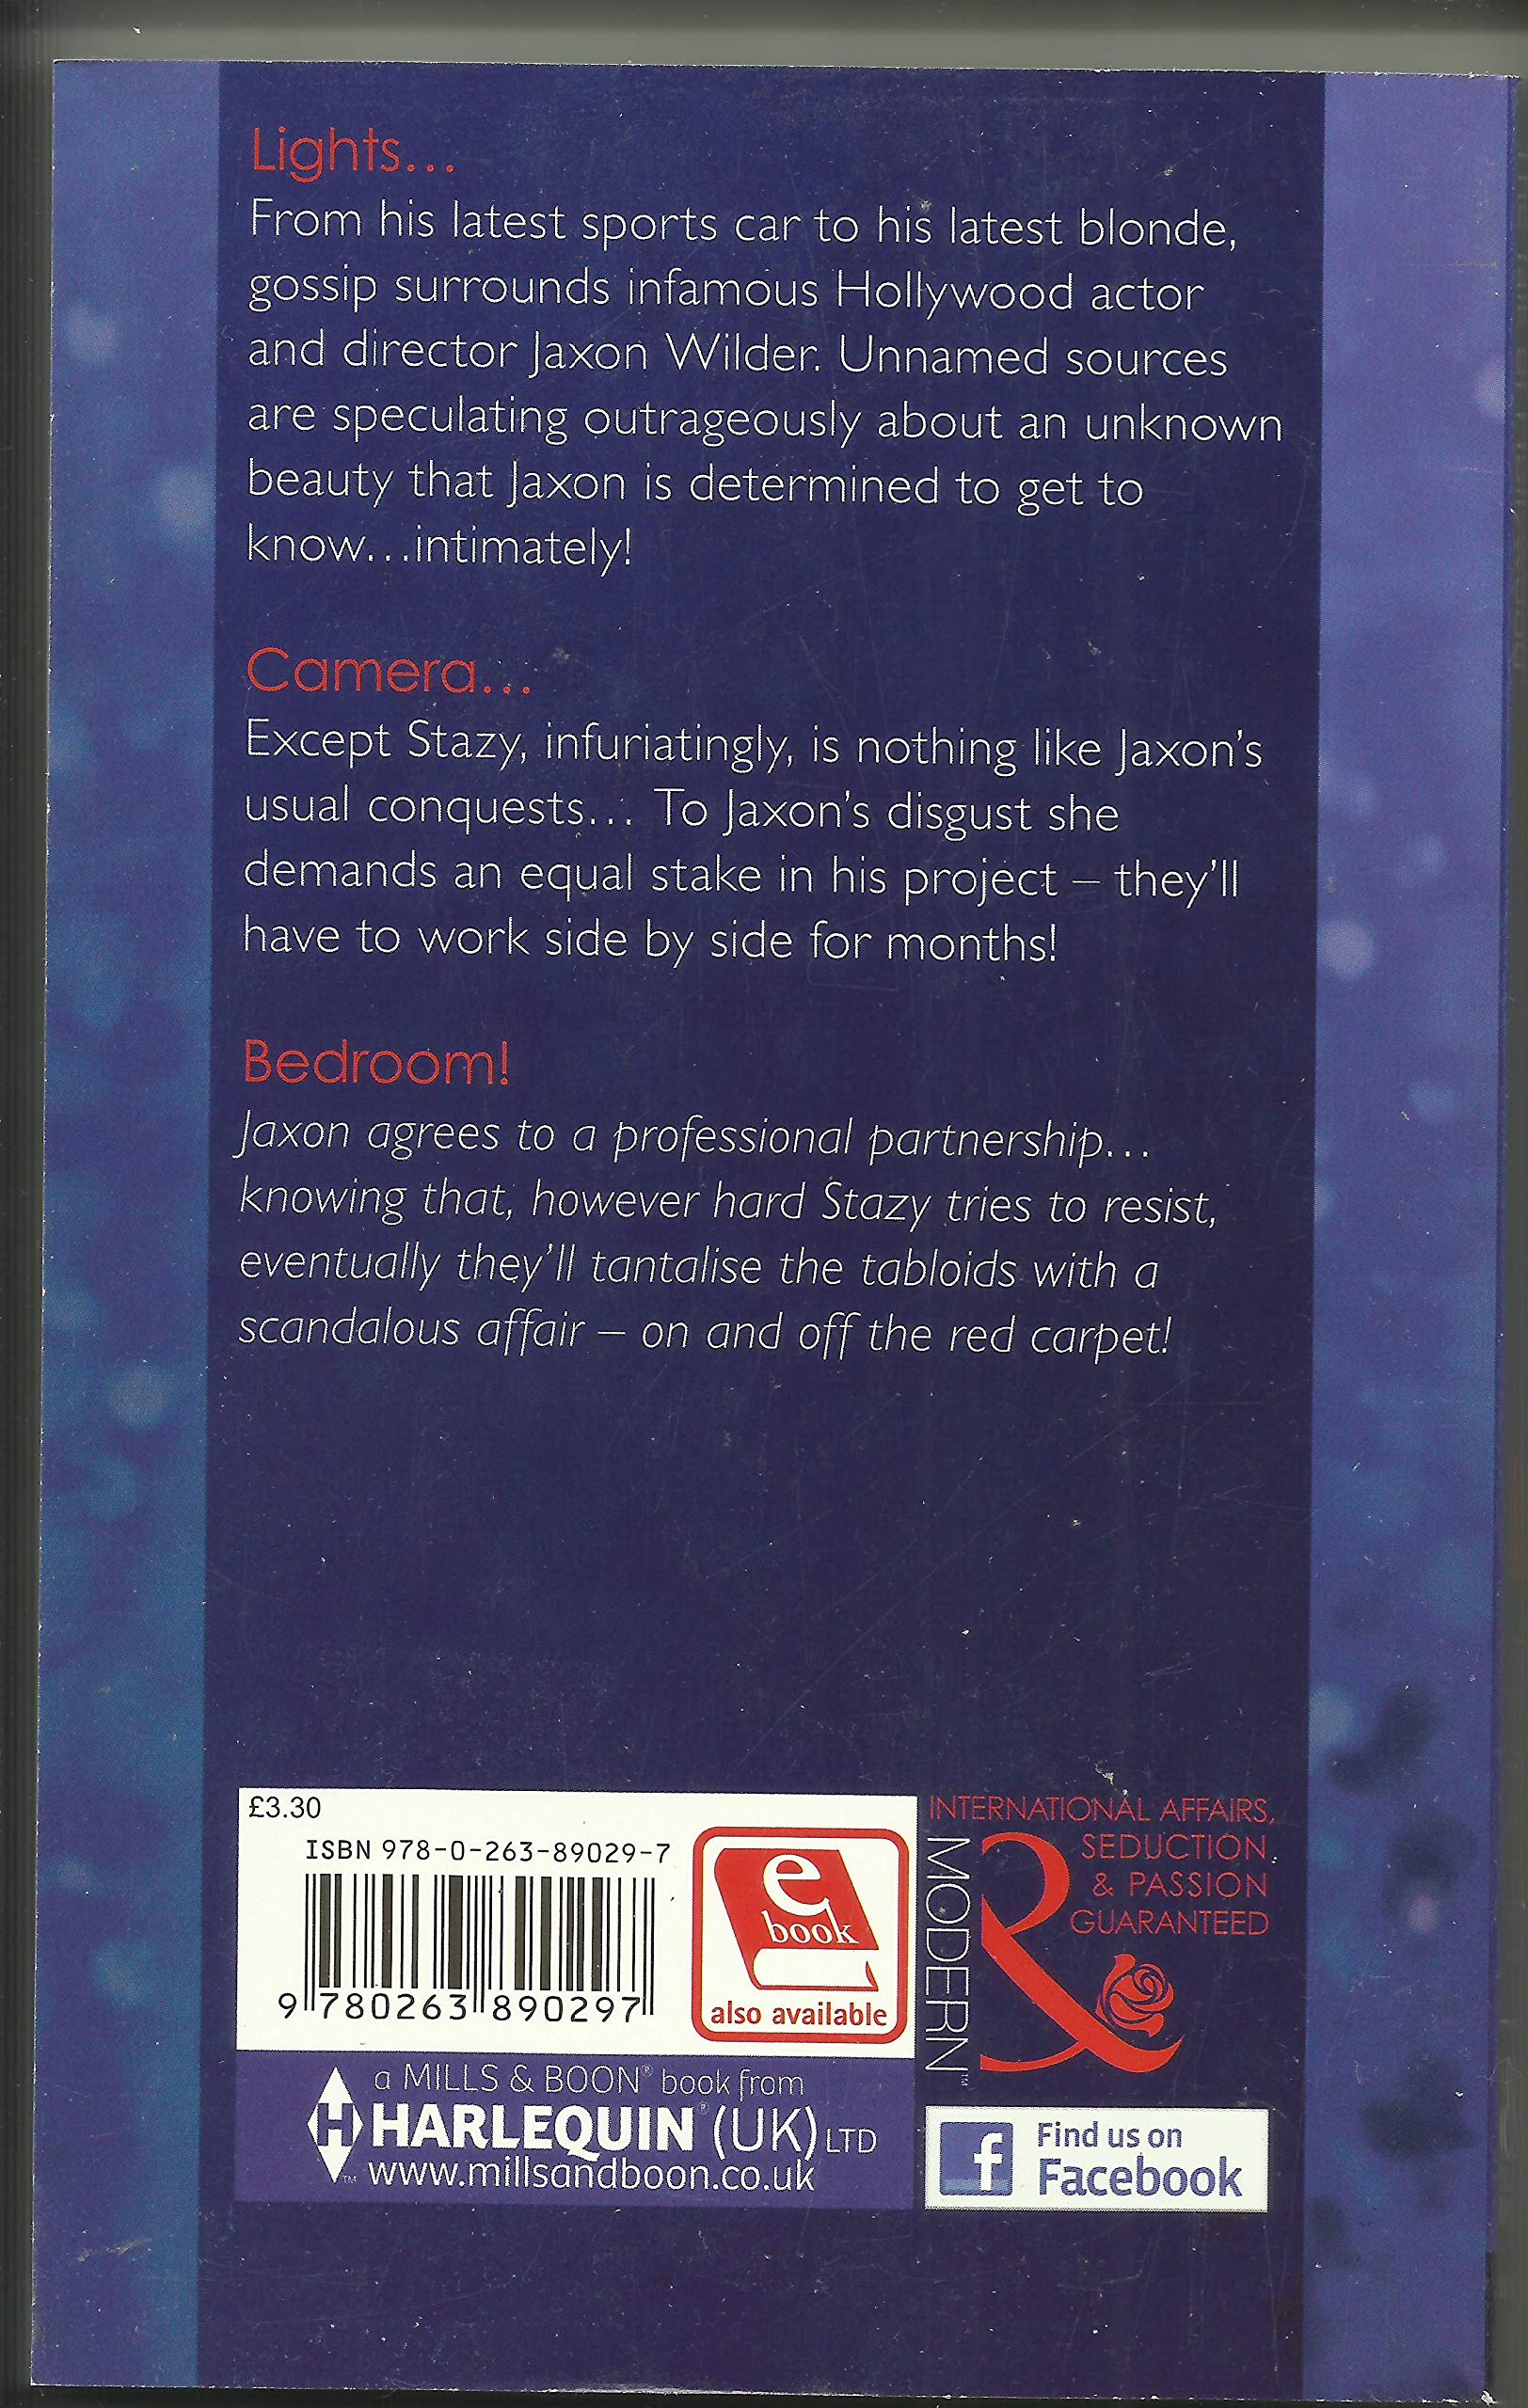 Lights...
From his latest sports car to his latest blonde,
gossip surrounds infamous Hollywood actor
and director Jaxon Wilder. Unnamed sources
are speculating outrageously about an unknown
beauty that Jaxon is determined to get to
know...intimately!
Camera...
Except Stazy, infuriatingly, is nothing like Jaxon's
usual conquests... To Jaxon's disgust she
demands an equal stake in his project – they'll
have to work side by side for months!
Bedroom!
Jaxon agrees to a professional partnership...
knowing that, however hard Stazy tries to resist,
eventually they'll tantalise the tabloids with a
scandalous affair – on and off the red carpet!
£3.30
ISBN 978-0-263-89029-7
9 780263 890297
e
book
also available
INTERNATIONAL AFFAIRS,
SEDUCTION
& PASSION
GUARANTEED
MODERN™
R
a MILLS & BOON® book from
H HARLEQUIN® (UK) LTD
™ www.millsandboon.co.uk
f Find us on
Facebook